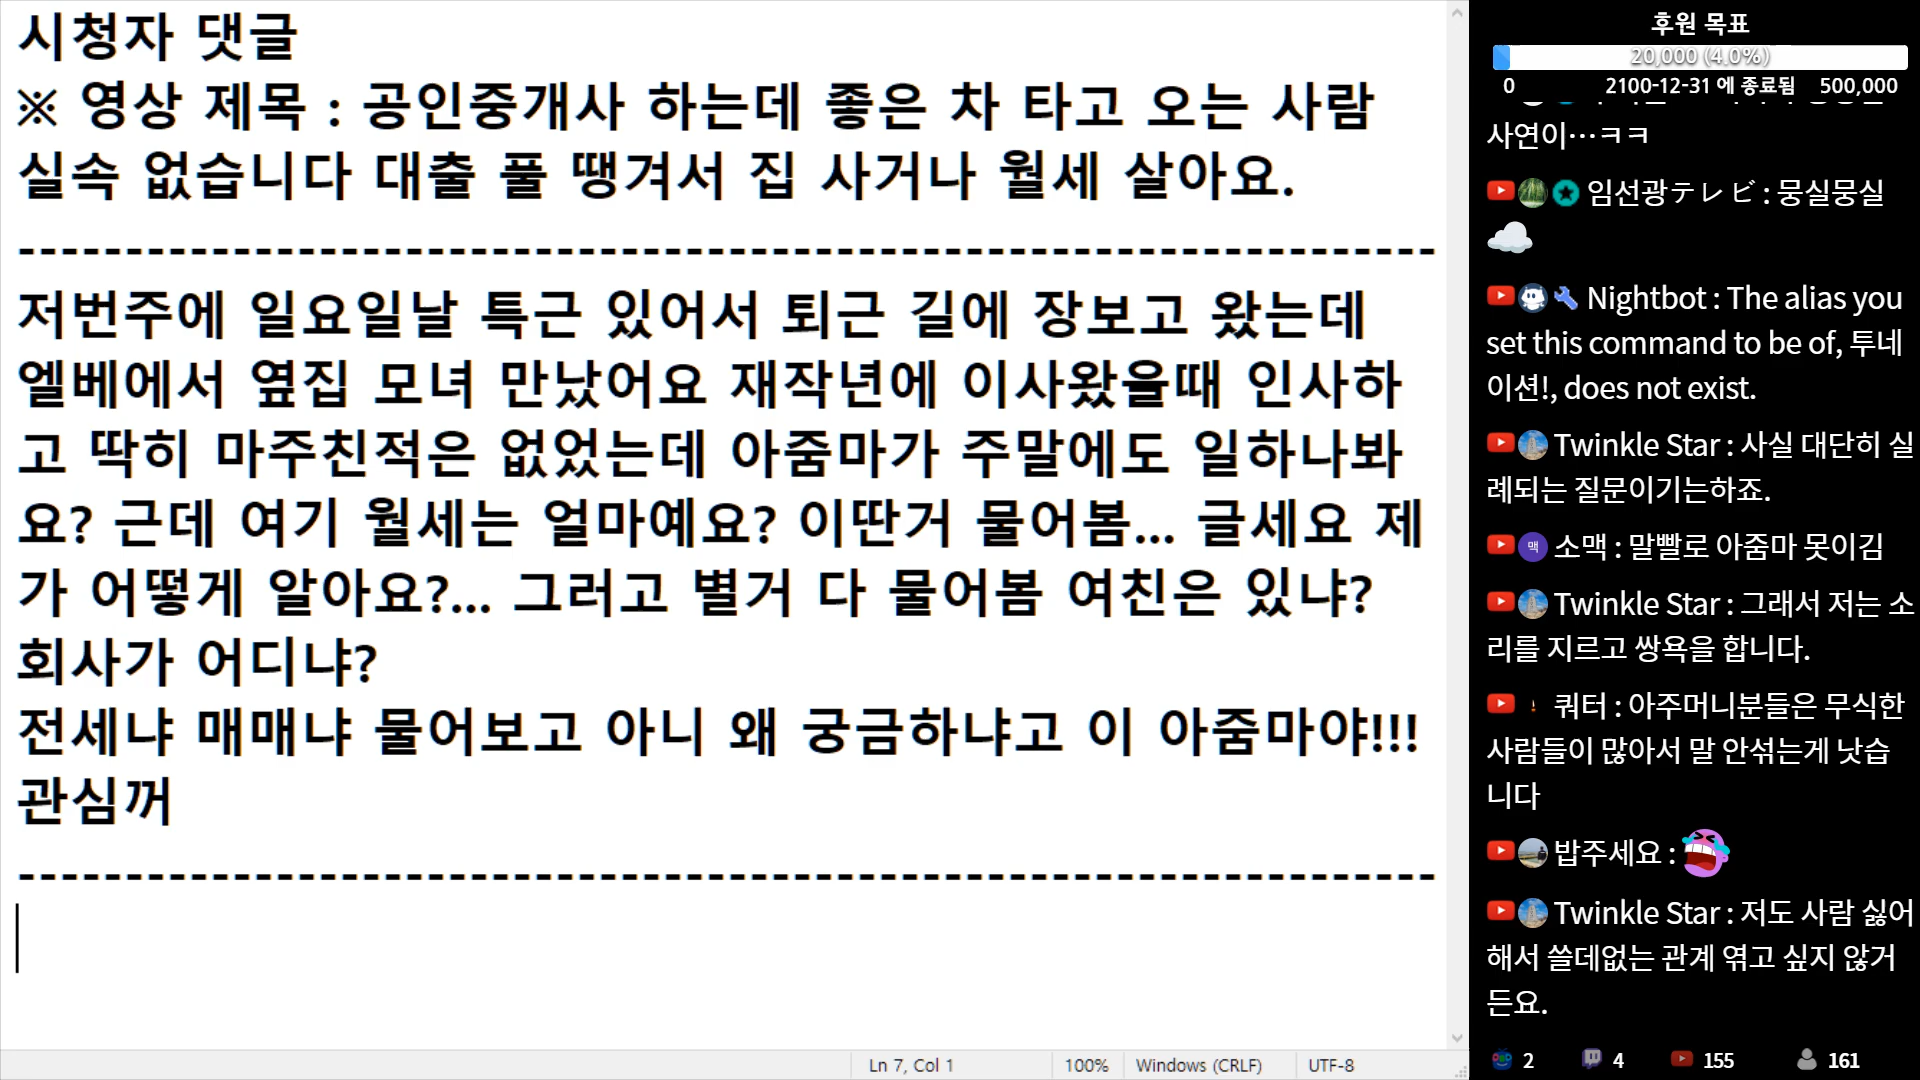 시청자 댓글
※ 영상 제목 : 공인중개사 하는데 좋은 차 타고 오는 사람
실속 없습니다 대출 풀 땡겨서 집 사거나 월세 살아요.
--------------------------------------------------------------------
저번주에 일요일날 특근 있어서 퇴근 길에 장보고 왔는데
엘베에서 옆집 모녀 만났어요 재작년에 이사왔을때 인사하
고 딱히 마주친적은 없었는데 아줌마가 주말에도 일하나봐
요? 근데 여기 월세는 얼마예요? 이딴거 물어봄... 글세요 제
가 어떻게 알아요?... 그러고 별거 다 물어봄 여친은 있냐?
회사가 어디냐?
전세냐 매매냐 물어보고 아니 왜 궁금하냐고 이 아줌마야!!!
관심꺼
--------------------------------------------------------------------
Ln 7, Col 1
100%
Windows (CRLF)
UTF-8
후원 목표
20,000 (4.0%)
0
2100-12-31 에 종료됨
500,000
사연이…ㅋㅋ
임선광テレビ : 뭉실뭉실
Nightbot : The alias you
set this command to be of, 투네
이션!, does not exist.
Twinkle Star : 사실 대단히 실
례되는 질문이기는하죠.
맥 소맥 : 말빨로 아줌마 못이김
Twinkle Star : 그래서 저는 소
리를 지르고 쌍욕을 합니다.
쿼터 : 아주머니분들은 무식한
사람들이 많아서 말 안섞는게 낫습
니다
밥주세요 :
Twinkle Star : 저도 사람 싫어
해서 쓸데없는 관계 엮고 싶지 않거
든요.
2
4
155
161